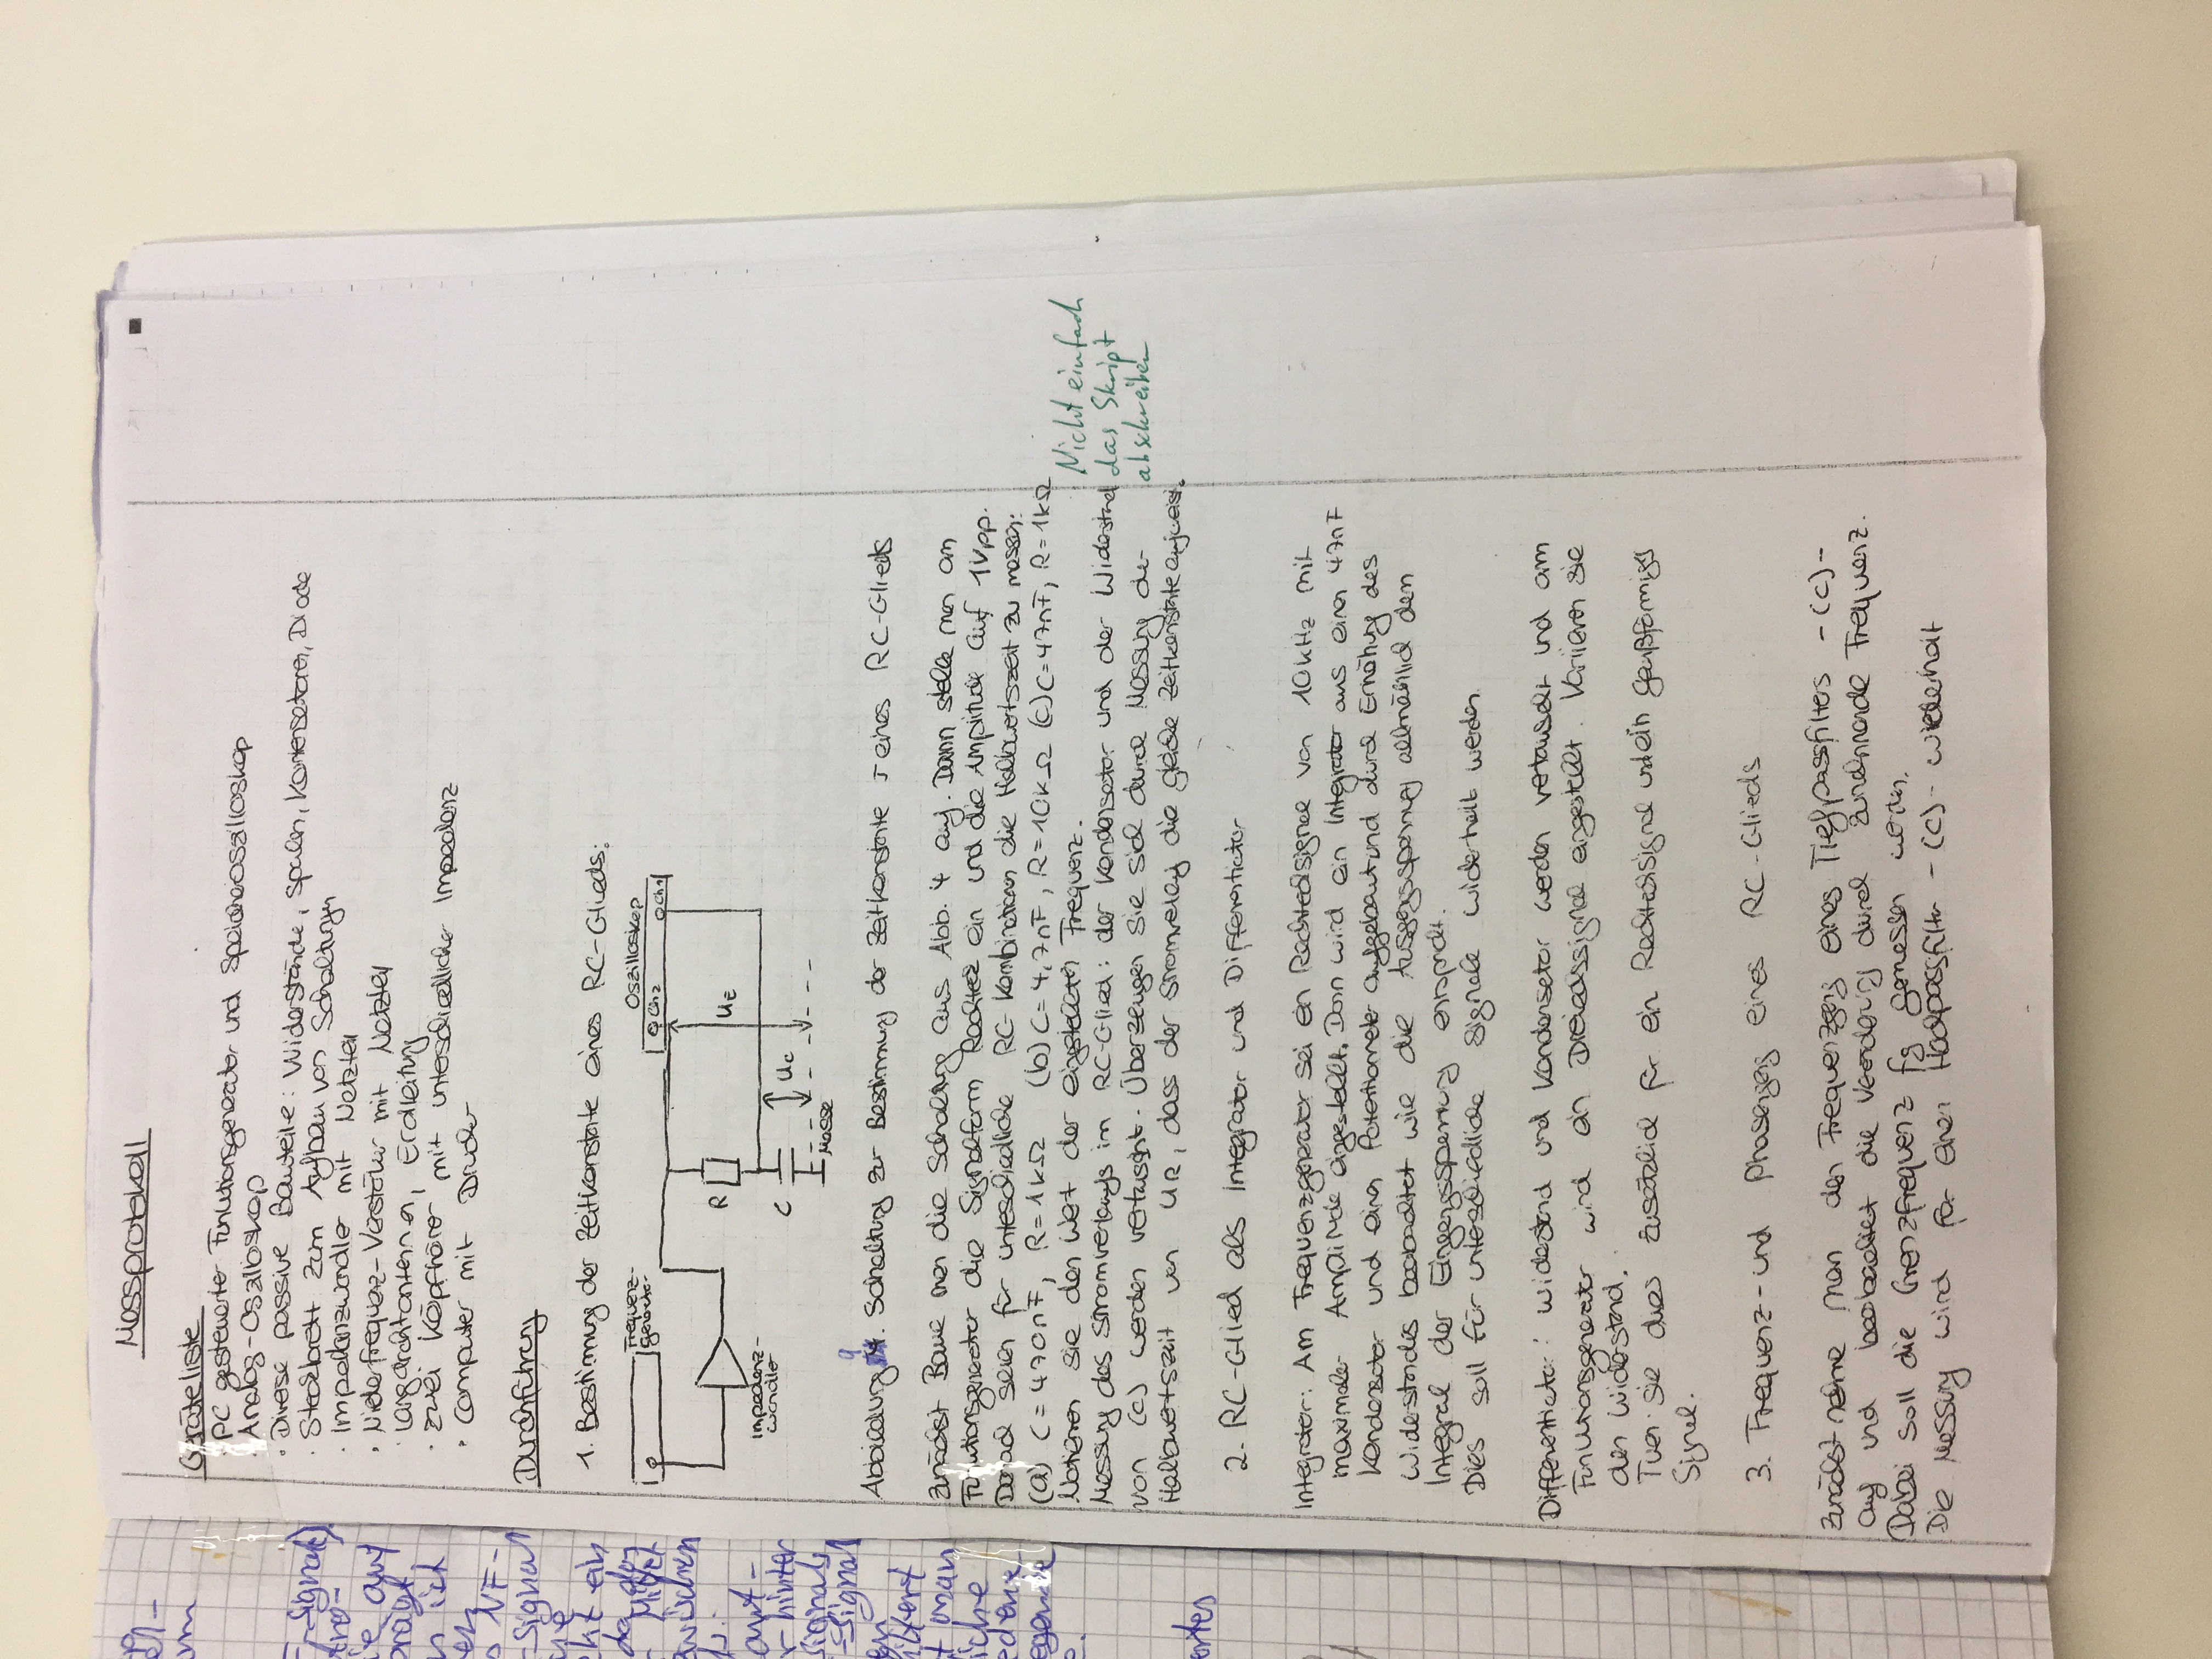 Messprotokoll
Geräteliste
· PC gesteuerter Funktionsgenerator und Speicheroszilloskop
· Analog-Oszilloskop
· Diverse passive Bauteile: Widerstände, Spulen, Kondensatoren, Diode
· Steckbrett zum Aufbau von Schaltungen
· Impedanzwandler mit Netzteil
· Niederfrequenz-Verstärker mit Netzteil
· Langdrahtantennen, Erdleitung
· zwei Kopfhörer mit unterschiedlicher Impedanz
· Computer mit Drucker
Durchführung
1. Bestimmung der Zeitkonstante eines RC-Glieds:
Frequenz-
generator
Oszilloskop
Ch2
Ch1
R
UE
Impedanz-
wandler
C
UC
Masse
9
Abbildung. Schaltung zur Bestimmung der Zeitkonstante τ eines RC-Glieds
Zunächst Baue man die Schaltung aus Abb. 4 auf. Dann stelle man am
Funktionsgenerator die Signalform Rechteck ein und die Amplitude auf 1Vpp.
Danach seien für unterschiedliche RC-Kombinationen die Halbwertszeit zu messen:
(a) C = 470nF, R = 1kΩ (b) C = 4,7nF, R = 10kΩ (c) C = 47nF, R = 1kΩ
Notieren sie den Wert der eingestellten Frequenz.
Messung des Stromverlaufs im RC-Glied: der Kondensator und der Widerstand
von (c) werden vertauscht. Überzeugen Sie sich durch Messung der
Halbwertszeit von UR, dass der Stromverlauf die gleiche Zeitkonstante aufweist.
Nicht einfach
das Skript
abschreiben
2. RC-Glied als Integrator und Differentiator
Integrator: Am Frequenzgenerator sei ein Rechtecksignal von 10kHz mit
maximaler Amplitude eingestellt. Dann wird ein Integrator aus einen 47nF
Kondensator und einen Potentiometer aufgebaut und durch Erhöhung des
Widerstandes beobachtet wie die Ausgangsspannung allmählich dem
Integral der Eingangsspannung entspricht.
Dies soll für unterschiedliche Signale widerholt werden.
Differentiator: Widerstand und Kondensator werden vertauscht und am
Funktionsgenerator wird ein Dreieckssignal eingestellt. Variieren sie
den Widerstand.
Tuen sie dies zusätzlich für ein Rechtecksignal und ein gaußförmiges
Signal.
3. Frequenz- und Phasengang eines RC-Glieds
Zunächst nehme man den Frequenzgang eines Tiefpassfilters -(c)-
auf und beobachtet die Veränderung durch zunehmende Frequenz.
Dabei soll die Grenzfrequenz fg gemessen werden.
Die Messung wird für einen Hochpassfilter -(c)- wiederholt